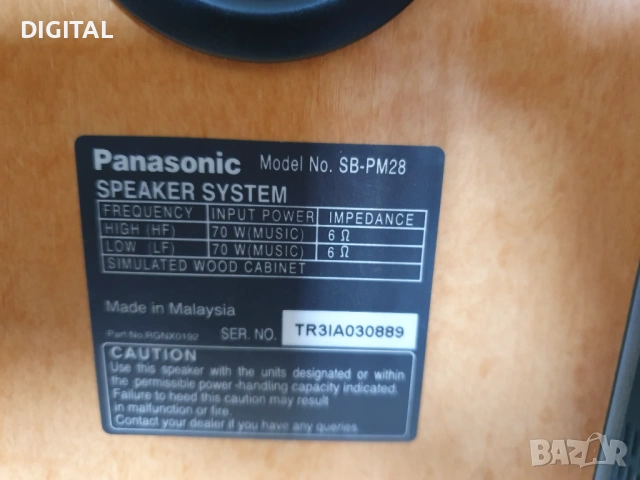 DIGITAL
Panasonic Model No. SB-PM28
SPEAKER SYSTEM
FREQUENCY INPUT POWER IMPEDANCE
HIGH (HF) 70 W(MUSIC) 6 Ω
LOW (LF) 70 W(MUSIC) 6 Ω
SIMULATED WOOD CABINET
Made in Malaysia
Part No.RGNX0192 SER. NO. TR3IA030889
CAUTION
Use this speaker with the units designated or within
the permissible power-handling capacity indicated.
Failure to heed this caution may result
in malfunction or fire.
Contact your dealer if you have any queries
BAZAR